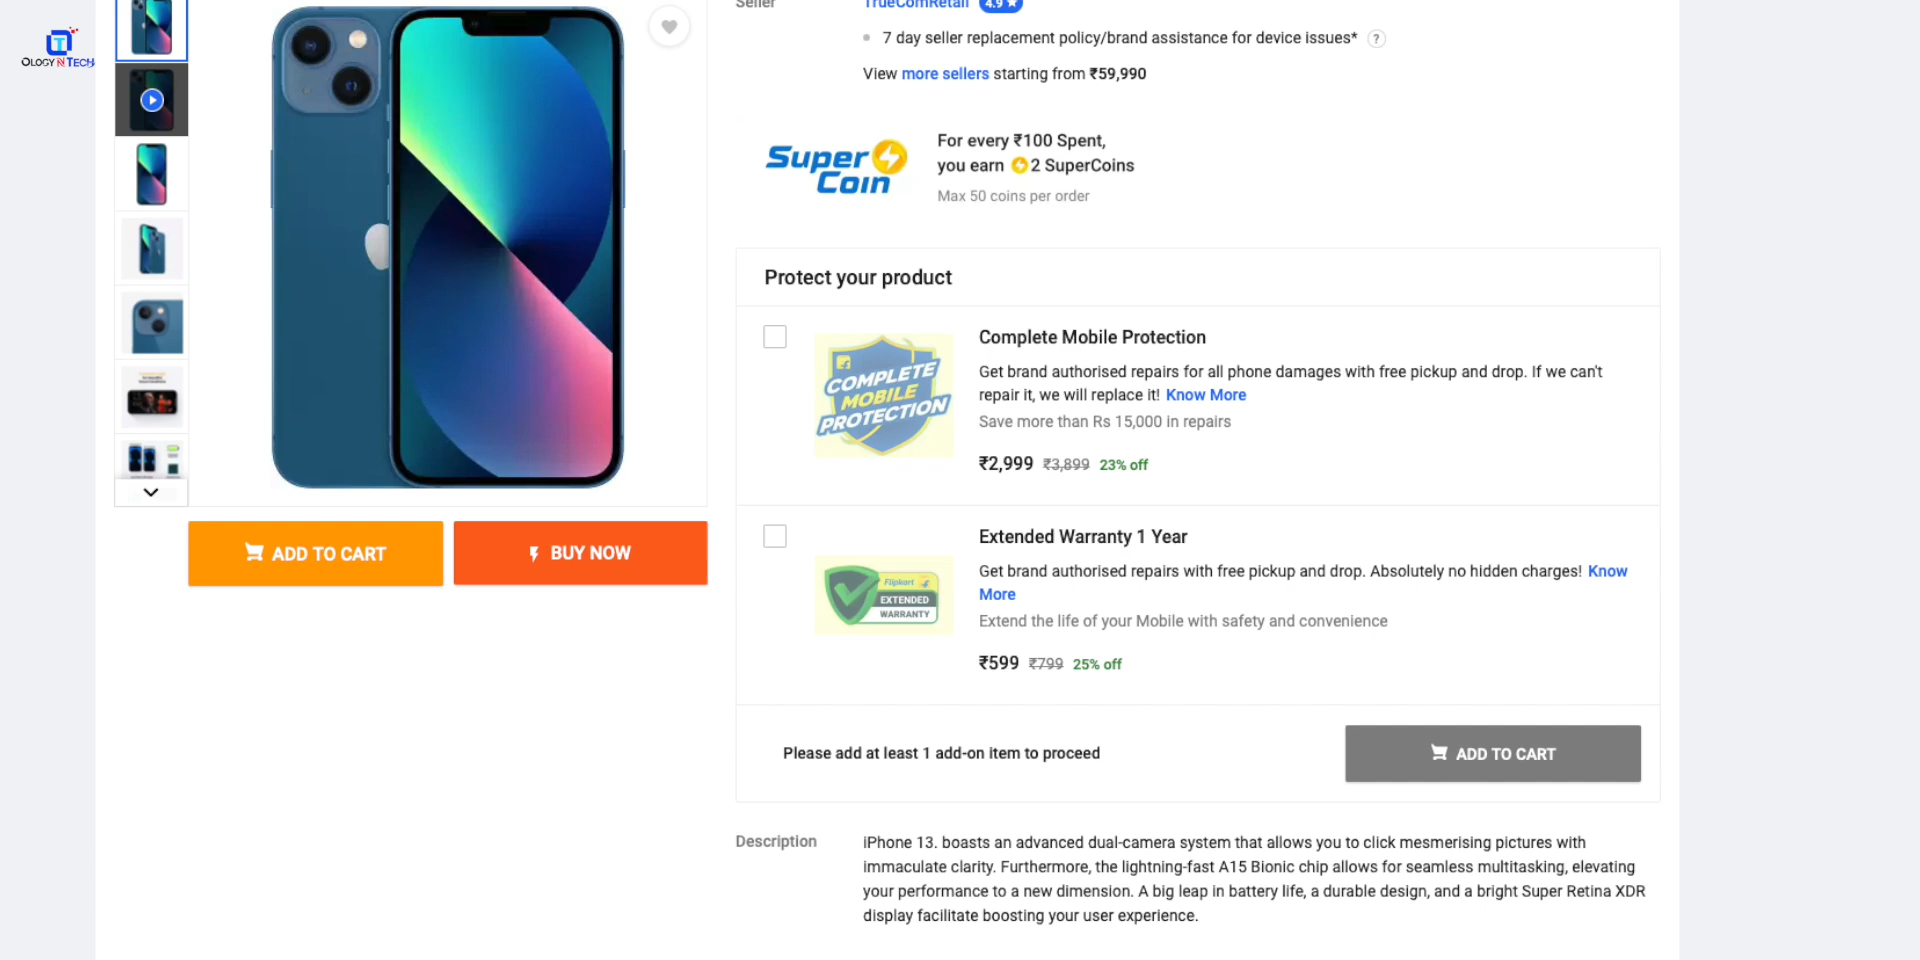 OLOGY N TECH
Seller TrueComRetail 4.9 ★
7 day seller replacement policy/brand assistance for device issues* ?
View more sellers starting from ₹59,990
Super Coin
For every ₹100 Spent,
you earn 2 SuperCoins
Max 50 coins per order
Protect your product
Complete Mobile Protection
COMPLETE
MOBILE
PROTECTION
Get brand authorised repairs for all phone damages with free pickup and drop. If we can't
repair it, we will replace it! Know More
Save more than Rs 15,000 in repairs
₹2,999 ₹3,899 23% off
ADD TO CART
BUY NOW
Extended Warranty 1 Year
Flipkart
EXTENDED
WARRANTY
Get brand authorised repairs with free pickup and drop. Absolutely no hidden charges! Know
More
Extend the life of your Mobile with safety and convenience
₹599 ₹799 25% off
Please add at least 1 add-on item to proceed
ADD TO CART
Description
iPhone 13. boasts an advanced dual-camera system that allows you to click mesmerising pictures with
immaculate clarity. Furthermore, the lightning-fast A15 Bionic chip allows for seamless multitasking, elevating
your performance to a new dimension. A big leap in battery life, a durable design, and a bright Super Retina XDR
display facilitate boosting your user experience.